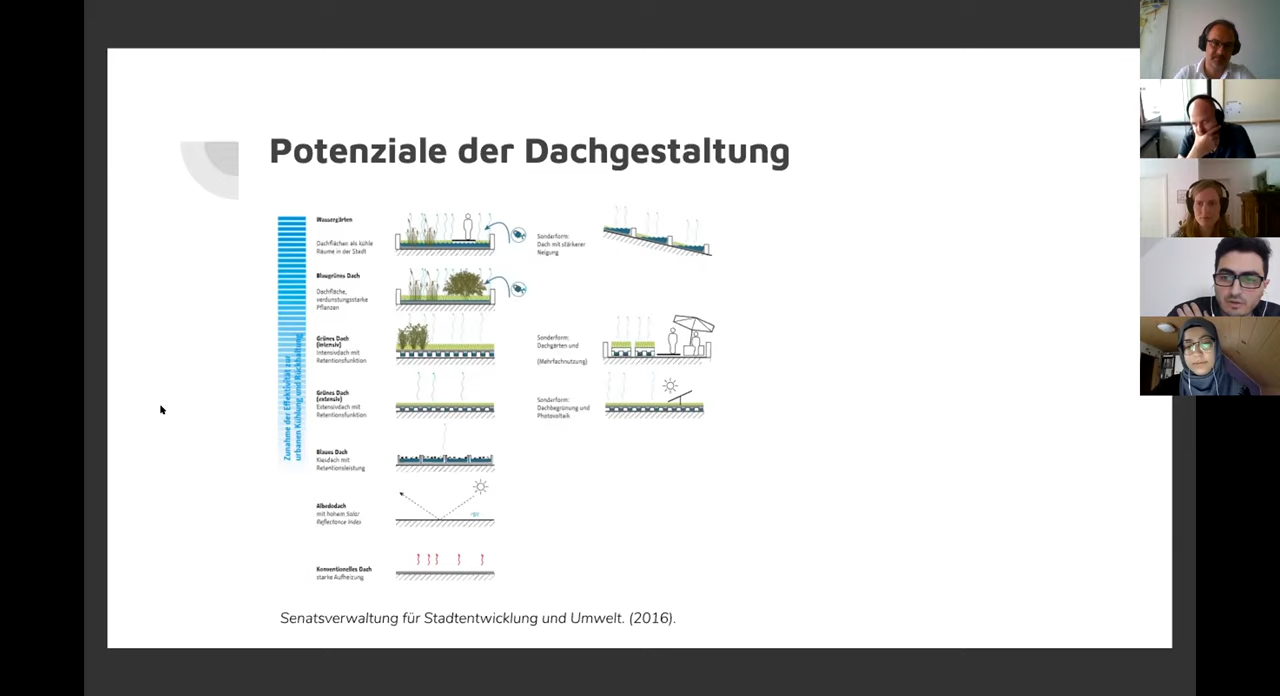 Potenziale der Dachgestaltung
Zunahme der Effektivität zur
urbanen Kühlung und Rückhaltung
Wassergärten
Dachflächen als kühle
Räume in der Stadt
Sonderform:
Dach mit stärkerer
Neigung
Blaugrünes Dach
Dachfläche,
verdunstungsstarke
Pflanzen
Grünes Dach
(intensiv)
Intensivdach mit
Retentionsfunktion
Sonderform:
Dachgärten und
(Mehrfachnutzung)
Grünes Dach
(extensiv)
Extensivdach mit
Retentionsfunktion
Sonderform:
Dachbegrünung und
Photovoltaik
Blaues Dach
Kiesdach mit
Retentionsleistung
Albedodach
mit hohem Solar
Reflectance Index
Konventionelles Dach
starke Aufheizung
Senatsverwaltung für Stadtentwicklung und Umwelt. (2016).